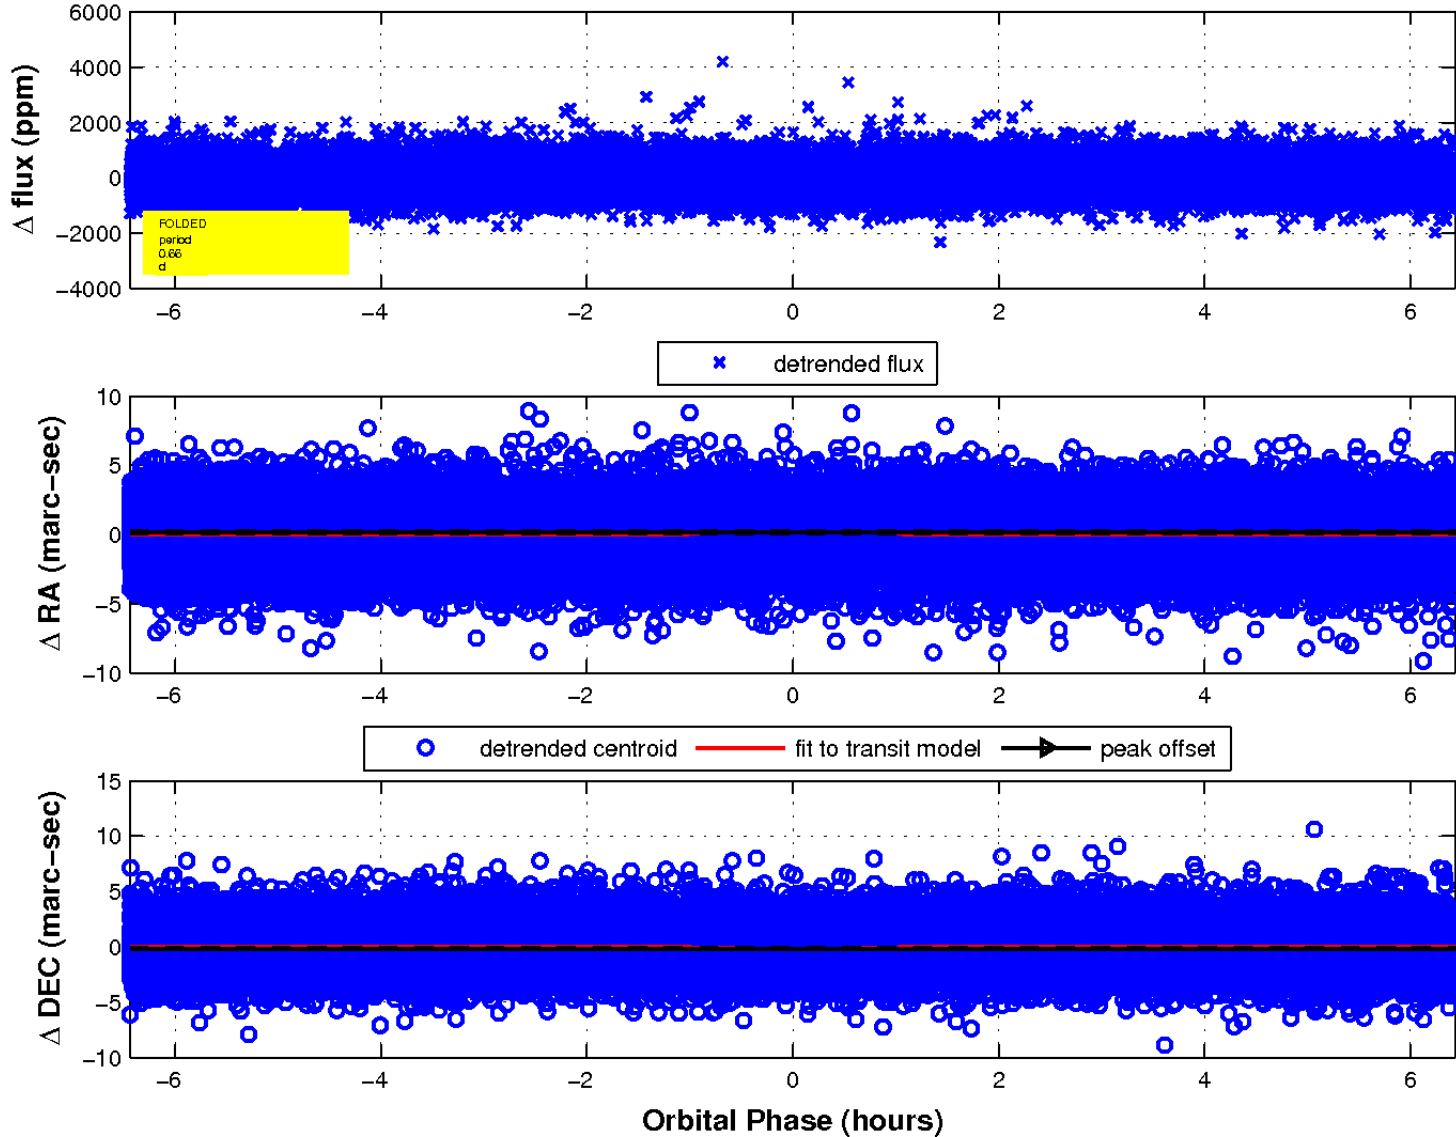 6000
4000
2000
0
−2000
−4000
Δ flux (ppm)
FOLDED
period
0.66
d
−6 −4 −2 0 2 4 6
detrended flux
10
5
0
−5
−10
Δ RA (marc−sec)
−6 −4 −2 0 2 4 6
detrended centroid fit to transit model peak offset
15
10
5
0
−5
−10
Δ DEC (marc−sec)
−6 −4 −2 0 2 4 6
Orbital Phase (hours)